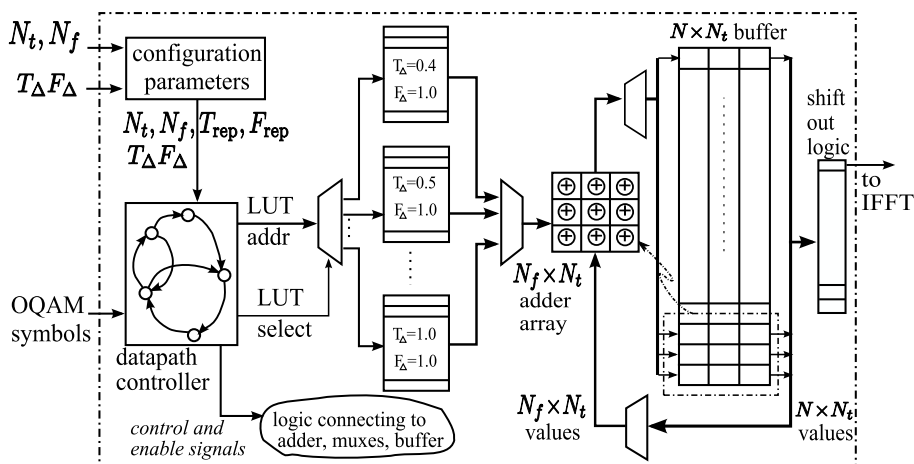 N_t, N_f
T_Δ F_Δ
configuration
parameters
N_t, N_f, T_rep, F_rep
T_Δ F_Δ
OQAM
symbols
datapath
controller
LUT
addr
LUT
select
control and
enable signals
logic connecting to
adder, muxes, buffer
T_Δ=0.4
F_Δ=1.0
T_Δ=0.5
F_Δ=1.0
T_Δ=1.0
F_Δ=1.0
N_f×N_t
adder
array
N_f×N_t
values
N×N_t buffer
N×N_t
values
shift
out
logic
to
IFFT